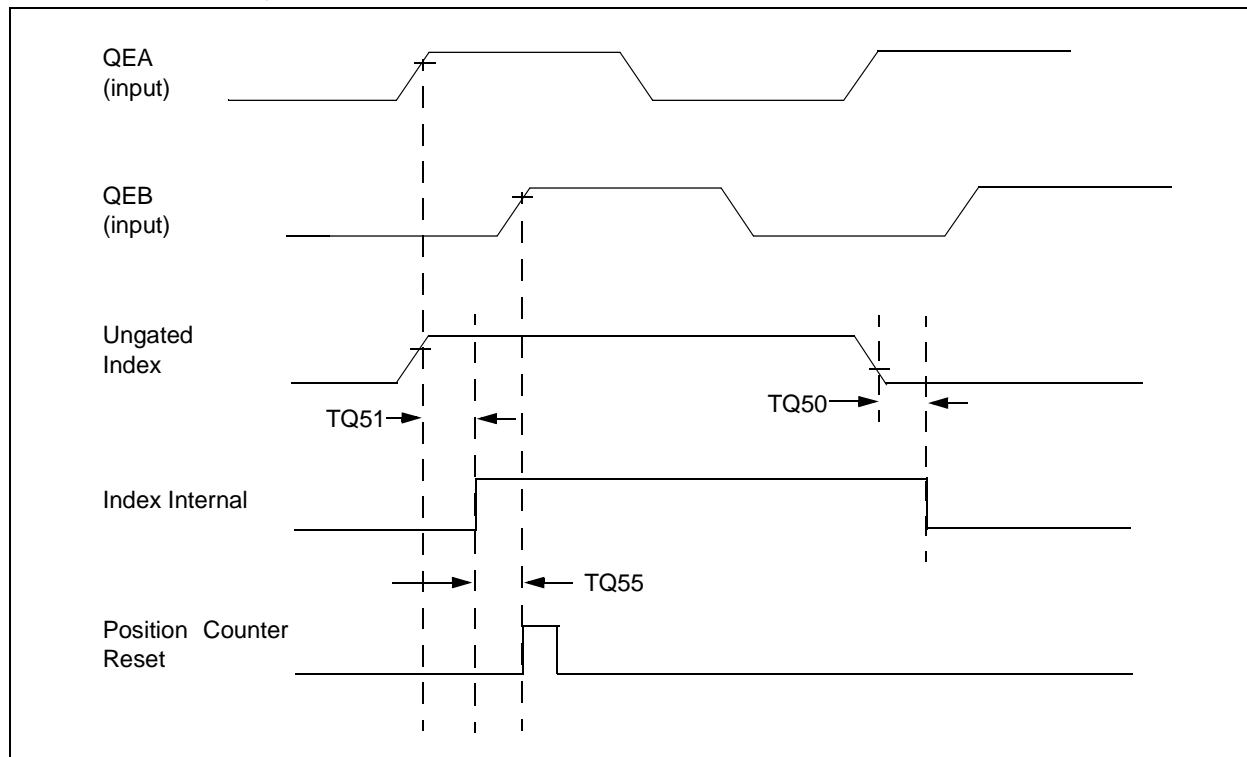 QEA
(input)
QEB
(input)
Ungated
Index
TQ51
TQ50
Index Internal
TQ55
Position Counter
Reset